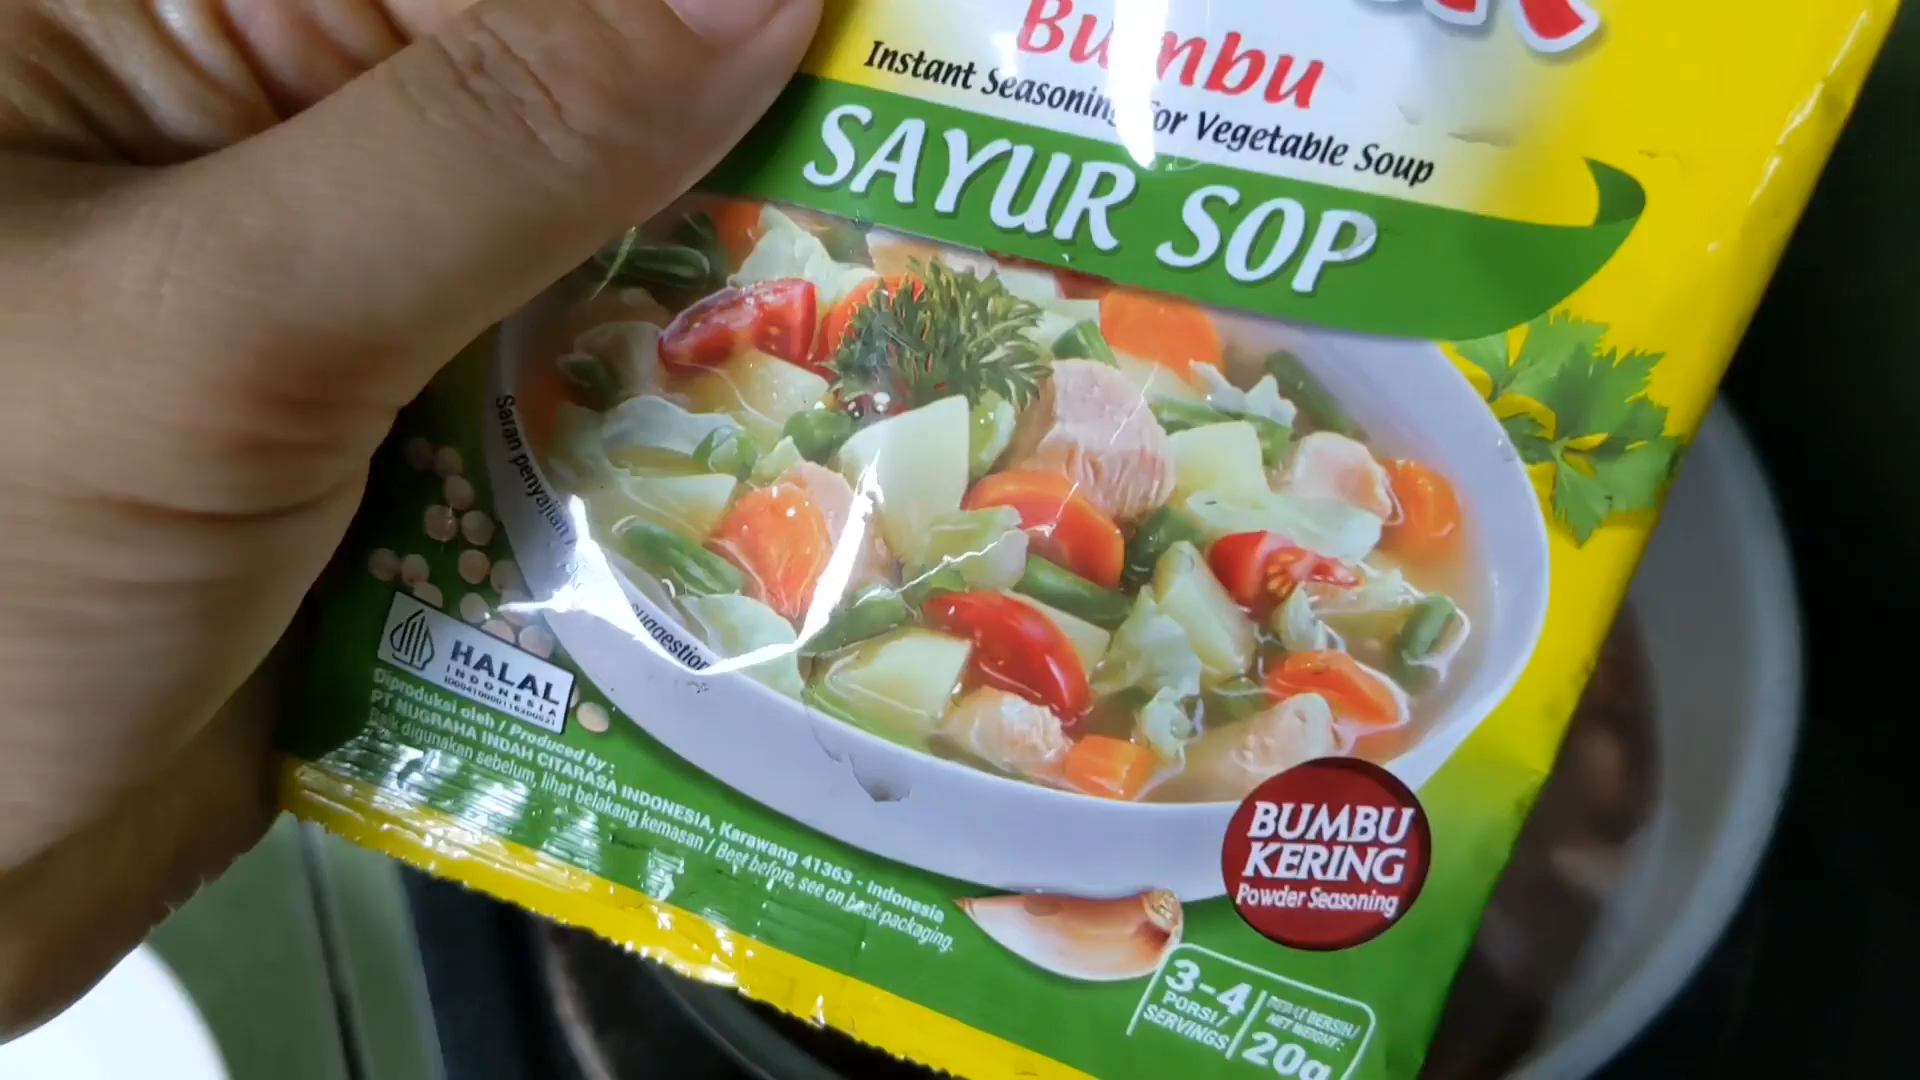 Bumbu
Instant Seasoning for Vegetable Soup
SAYUR SOP
Saran penyajian /
suggestion
HALAL
INDONESIA
Diproduksi oleh / Produced by :
PT NUGRAHA INDAH CITARASA INDONESIA, Karawang 41363 - Indonesia
Baik digunakan sebelum, lihat belakang kemasan / Best before, see on back packaging.
BUMBU
KERING
Powder Seasoning
3-4
PORSI/
SERVINGS
BERAT BERSIH/
NET WEIGHT:
20g